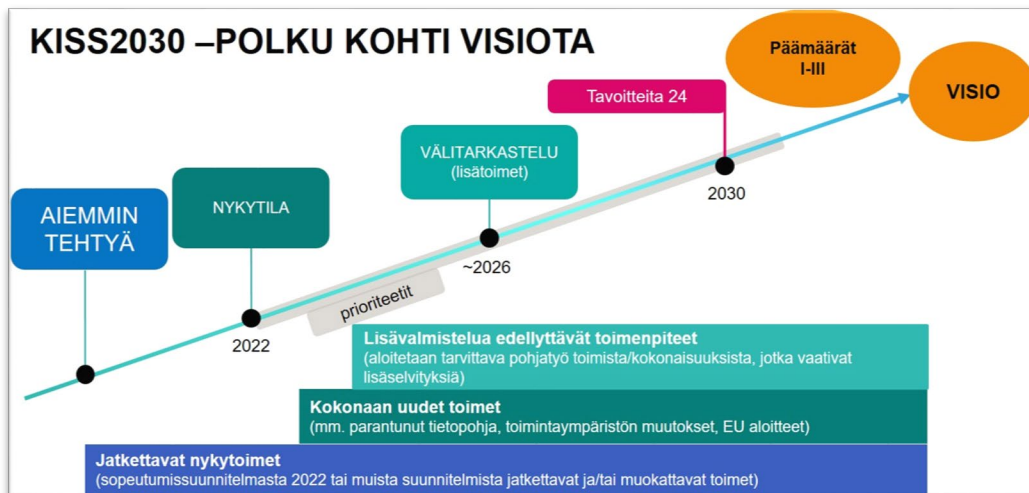 KISS2030 –POLKU KOHTI VISIOTA
Päämäärät
I-III
VISIO
Tavoitteita 24
VÄLITARKASTELU
(lisätoimet)
NYKYTILA
AIEMMIN
TEHTYÄ
2030
~2026
2022
prioriteetit
Lisävalmistelua edellyttävät toimenpiteet
(aloitetaan tarvittava pohjatyö toimista/kokonaisuuksista, jotka vaativat
lisäselvityksiä)
Kokonaan uudet toimet
(mm. parantunut tietopohja, toimintaympäristön muutokset, EU aloitteet)
Jatkettavat nykytoimet
(sopeutumissuunnitelmasta 2022 tai muista suunnitelmista jatkettavat ja/tai muokattavat toimet)